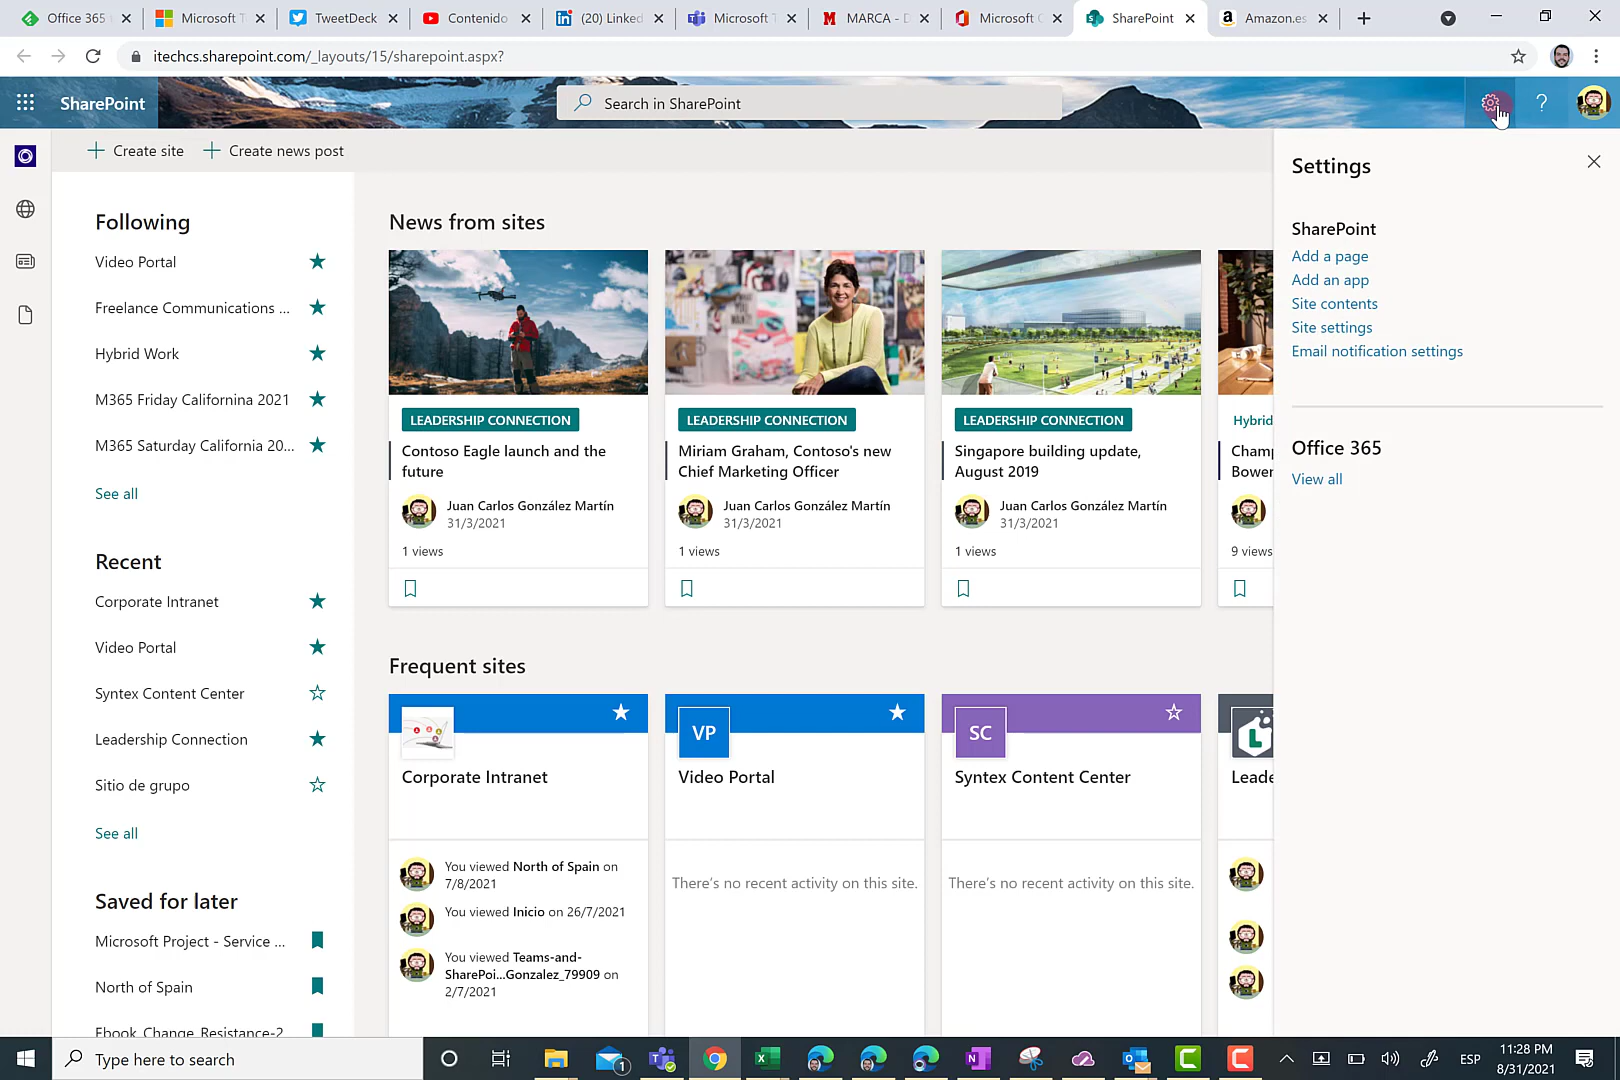 Office 365
Microsoft T
TweetDeck
Contenido
(20) Linked
Microsoft T
MARCA - D
Microsoft
SharePoint
Amazon.es
itechcs.sharepoint.com/_layouts/15/sharepoint.aspx?
SharePoint
Search in SharePoint
?
Create site
Create news post
Settings
SharePoint
Add a page
Add an app
Site contents
Site settings
Email notification settings
Office 365
View all
Following
Video Portal
Freelance Communications ...
Hybrid Work
M365 Friday Californina 2021
M365 Saturday California 20...
See all
Recent
Corporate Intranet
Video Portal
Syntex Content Center
Leadership Connection
Sitio de grupo
See all
Saved for later
Microsoft Project - Service ...
North of Spain
Ebook_Change_Resistance-2
News from sites
LEADERSHIP CONNECTION
Contoso Eagle launch and the
future
Juan Carlos González Martín
31/3/2021
1 views
LEADERSHIP CONNECTION
Miriam Graham, Contoso's new
Chief Marketing Officer
Juan Carlos González Martín
31/3/2021
1 views
LEADERSHIP CONNECTION
Singapore building update,
August 2019
Juan Carlos González Martín
31/3/2021
1 views
Hybrid
Champ
Bower
9 views
Frequent sites
Corporate Intranet
You viewed North of Spain on
7/8/2021
You viewed Inicio on 26/7/2021
You viewed Teams-and-
SharePoi...Gonzalez_79909 on
2/7/2021
VP
Video Portal
There's no recent activity on this site.
SC
Syntex Content Center
There's no recent activity on this site.
L
Leade
Type here to search
1
ESP
11:28 PM
8/31/2021